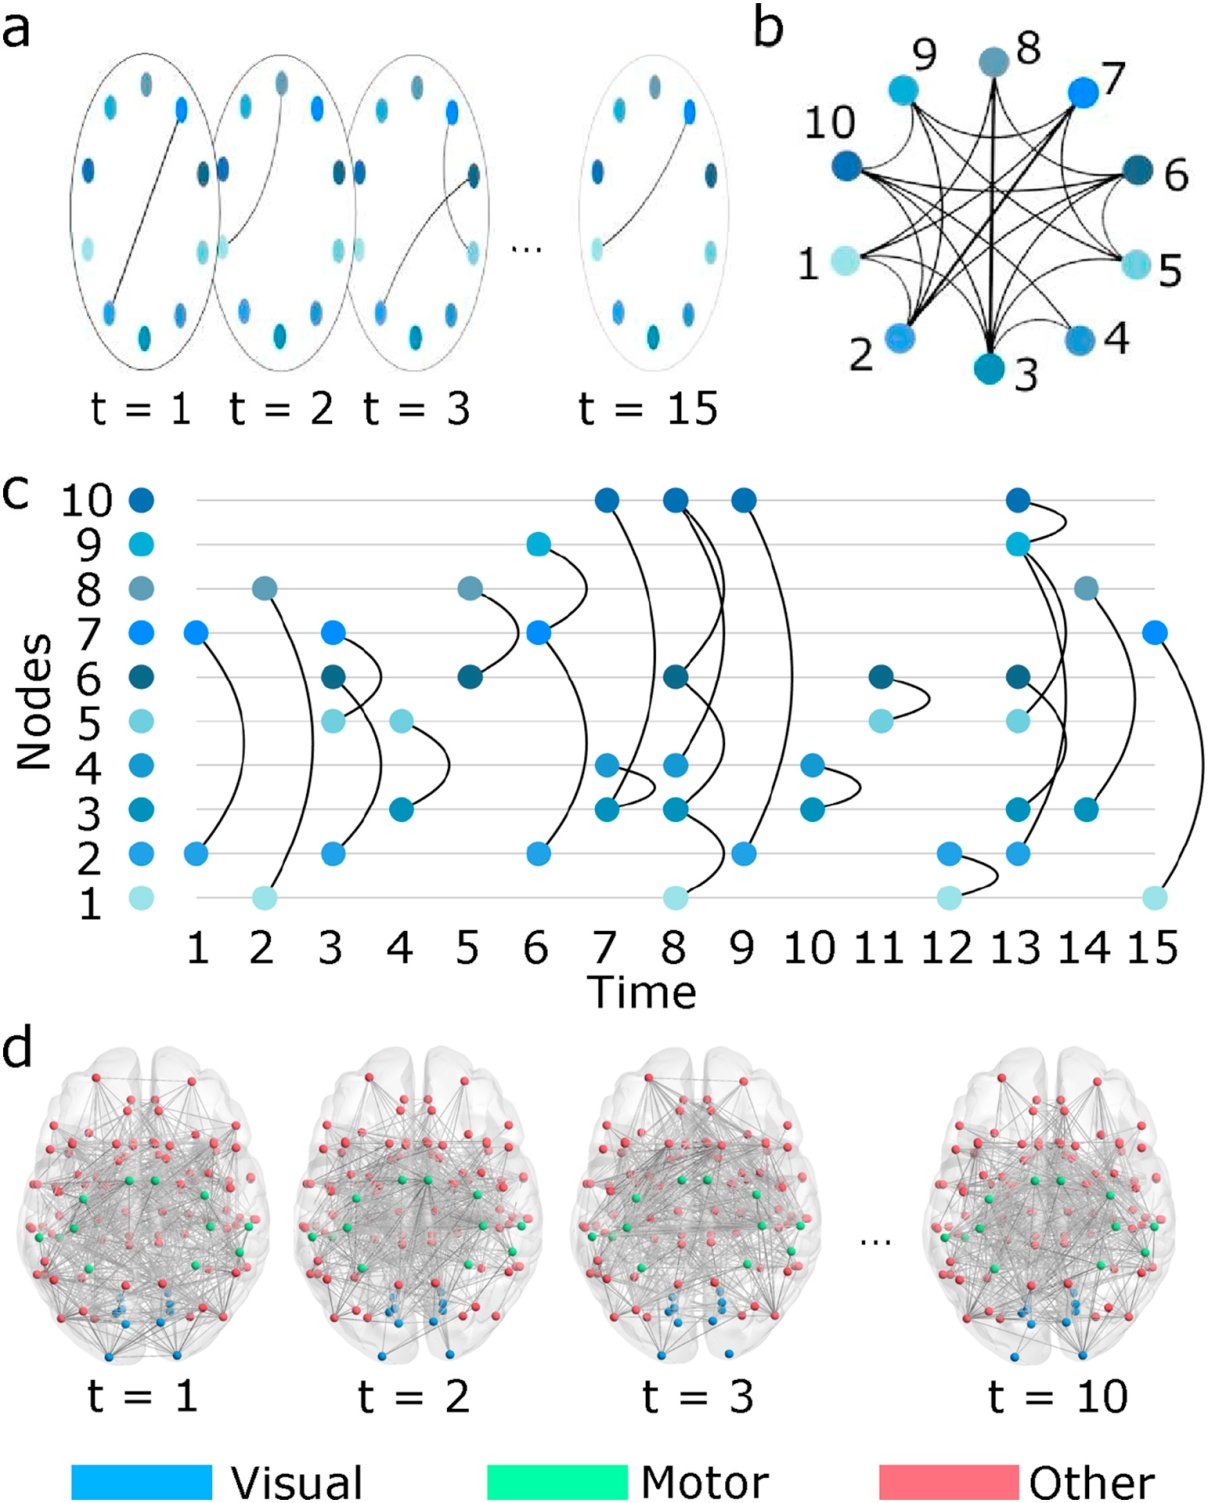 a
t = 1
t = 2
t = 3
...
t = 15
b
8
9
7
10
6
1
5
2
4
3
c
10
9
8
7
6
5
4
3
2
1
Nodes
1 2 3 4 5 6 7 8 9 10 11 12 13 14 15
Time
d
...
t = 1
t = 2
t = 3
t = 10
Visual
Motor
Other